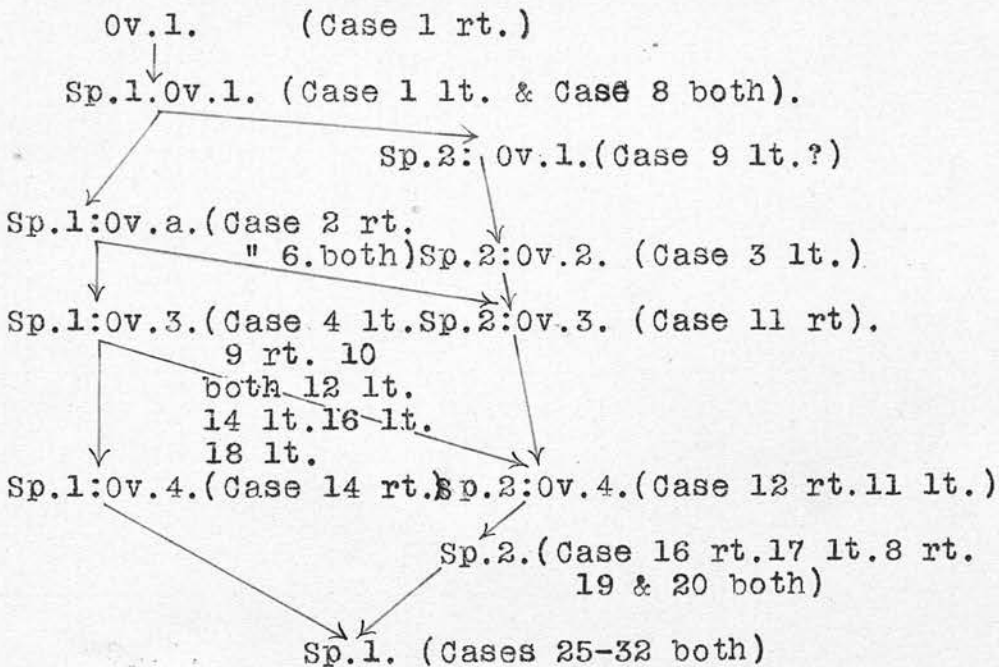 Ov.1. (Case 1 rt.)
Sp.1.Ov.1. (Case 1 lt. & Case 8 both).
Sp.2: Ov.1.(Case 9 lt.?)
Sp.1:Ov.a.(Case 2 rt.
" 6.both)Sp.2:Ov.2. (Case 3 lt.)
Sp.1:Ov.3.(Case 4 lt.Sp.2:Ov.3. (Case 11 rt).
9 rt. 10
both 12 lt.
14 lt.16 lt.
18 lt.
Sp.1:Ov.4.(Case 14 rt.)Sp.2:Ov.4.(Case 12 rt.11 lt.)
Sp.2.(Case 16 rt.17 lt.8 rt.
19 & 20 both)
Sp.1. (Cases 25-32 both)